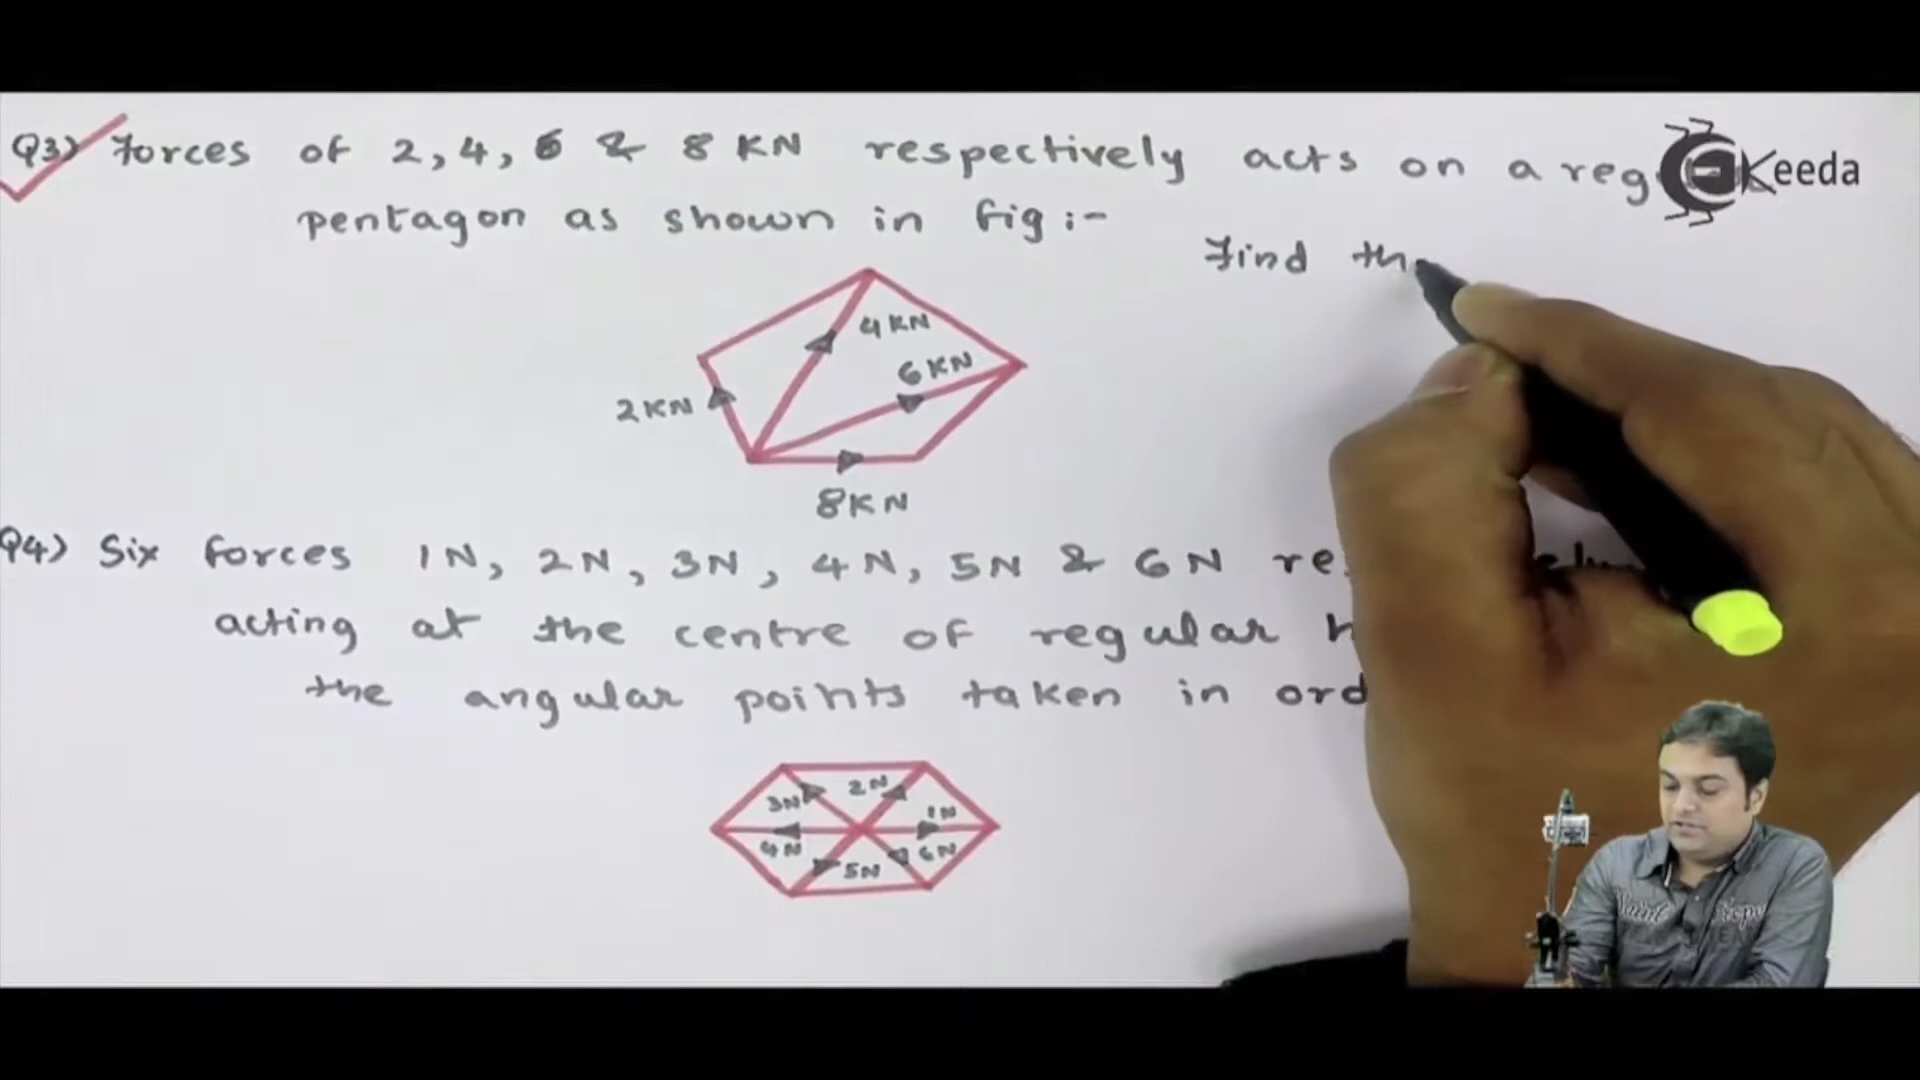 Q3) Forces of 2, 4, 6 & 8 KN respectively acts on a reg
Keeda
pentagon as shown in fig :-
Find th
4 KN
6 KN
2 KN
8 KN
Q4) Six forces 1N, 2N, 3N, 4N, 5N & 6N
acting at the centre of regular
the angular points taken in ord
3N
2N
1N
4N
5N
6N